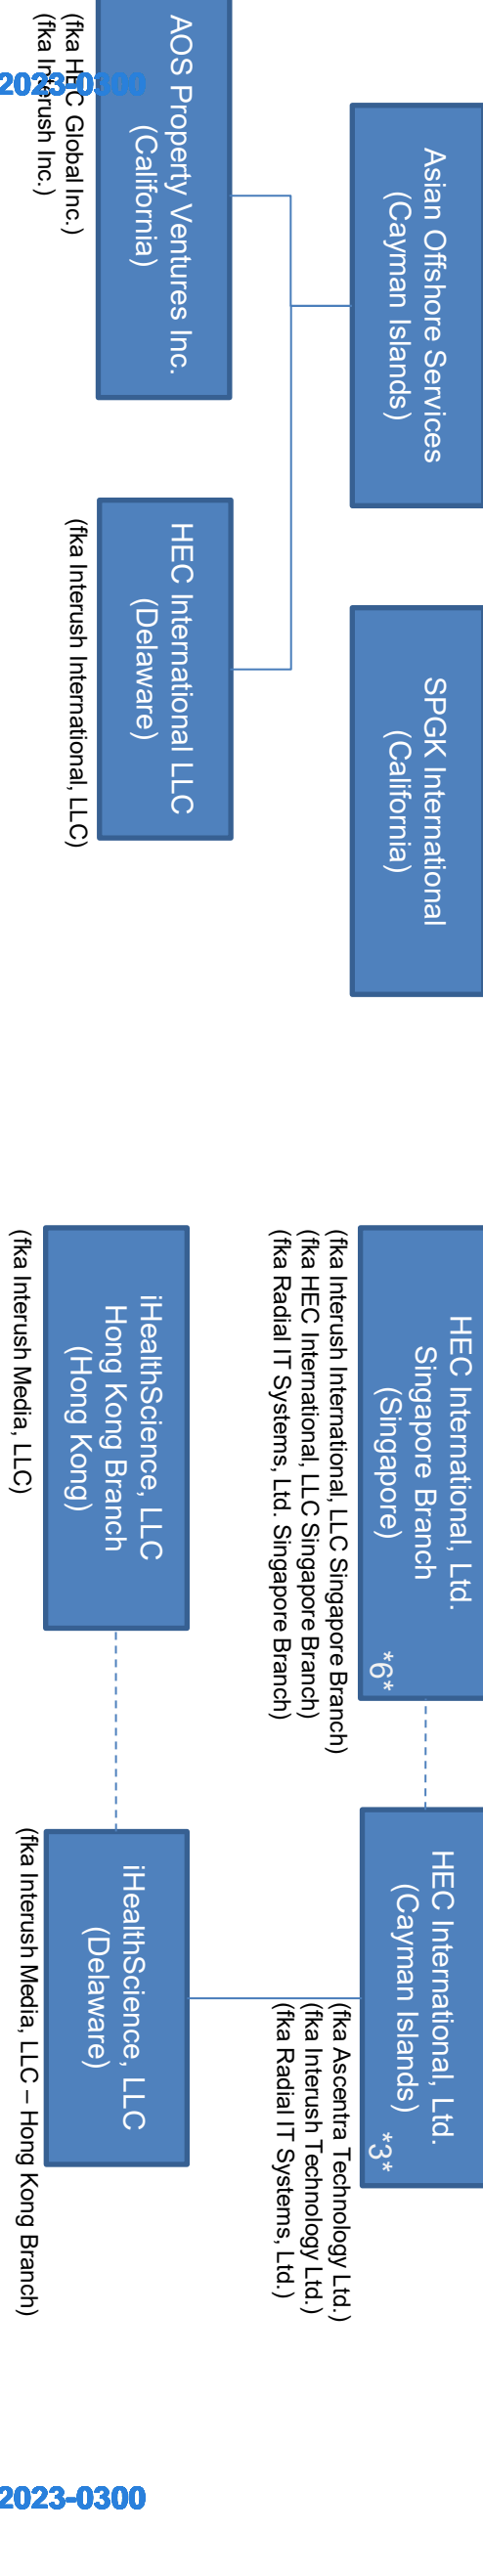 2023-0300
Asian Offshore Services
(Cayman Islands)
SPGK International
(California)
HEC International, Ltd.
Singapore Branch
(Singapore)
*6*
HEC International, Ltd.
(Cayman Islands)
*3*
(fka Interush International, LLC Singapore Branch)
(fka HEC International, LLC Singapore Branch)
(fka Radial IT Systems, Ltd. Singapore Branch)
(fka Ascentra Technology Ltd.)
(fka Interush Technology Ltd.)
(fka Radial IT Systems, Ltd.)
AOS Property Ventures Inc.
(California)
(fka HEC Global Inc.)
(fka Interush Inc.)
HEC International LLC
(Delaware)
(fka Interush International, LLC)
iHealthScience, LLC
Hong Kong Branch
(Hong Kong)
(fka Interush Media, LLC)
iHealthScience, LLC
(Delaware)
(fka Interush Media, LLC – Hong Kong Branch)
2023-0300